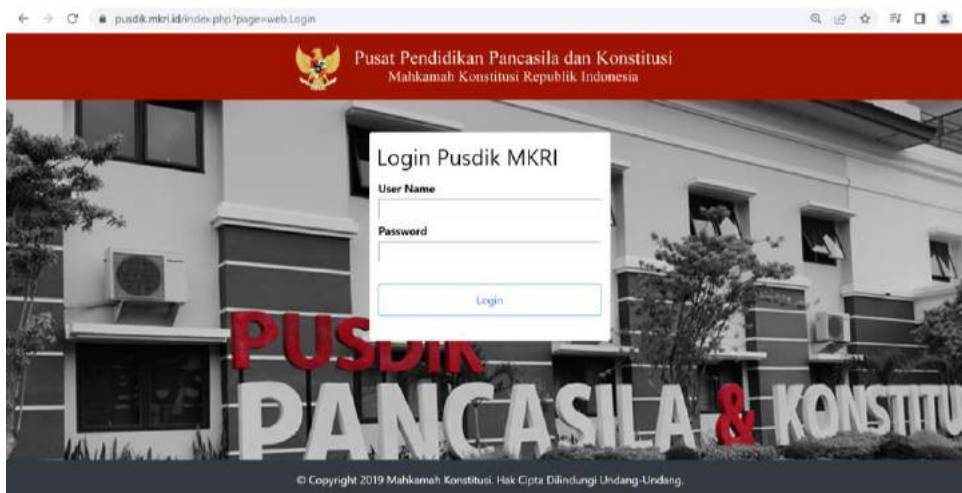 pusdik.mkri.id/index.php?page=web.Login
Pusat Pendidikan Pancasila dan Konstitusi
Mahkamah Konstitusi Republik Indonesia
Login Pusdik MKRI
User Name
Password
Login
PUSDIK
PANCASILA & KONSTITU
© Copyright 2019 Mahkamah Konstitusi. Hak Cipta Dilindungi Undang-Undang.